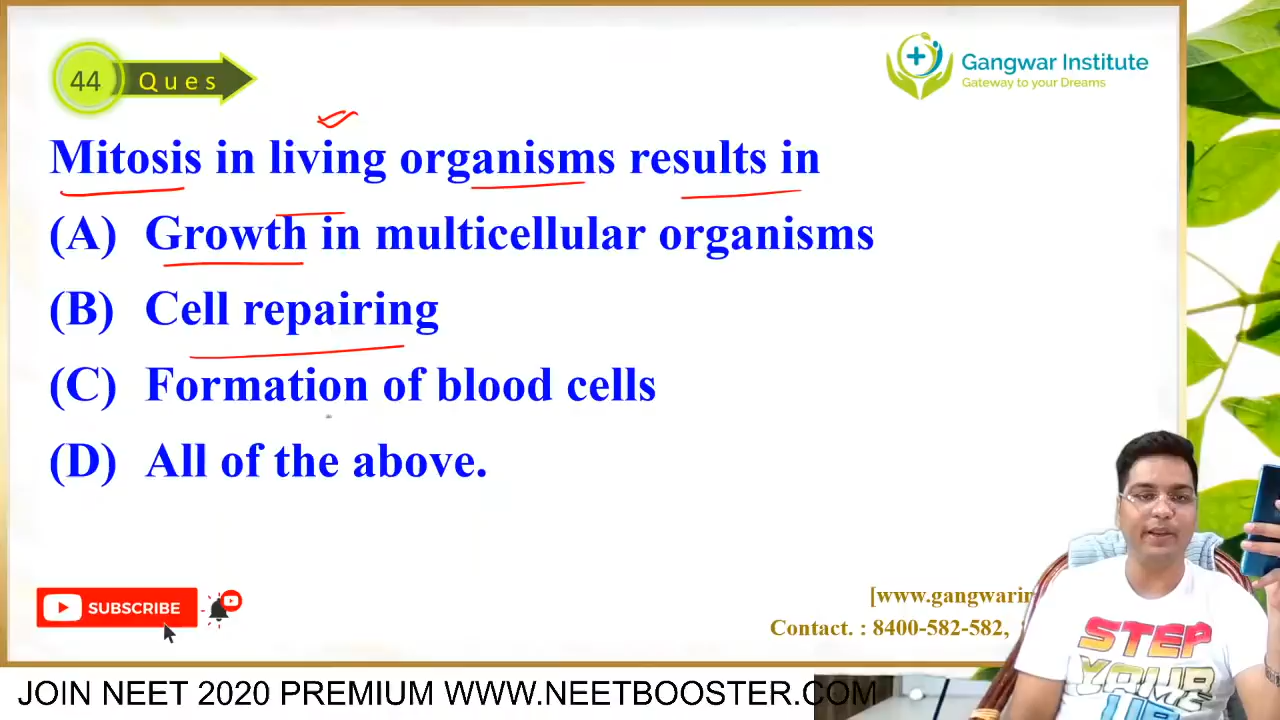 44 Ques
Gangwar Institute
Gateway to your Dreams
Mitosis in living organisms results in
(A) Growth in multicellular organisms
(B) Cell repairing
(C) Formation of blood cells
(D) All of the above.
SUBSCRIBE
[www.gangwarin
Contact. : 8400-582-582,
STEP
YOUR
UP
JOIN NEET 2020 PREMIUM WWW.NEETBOOSTER.COM